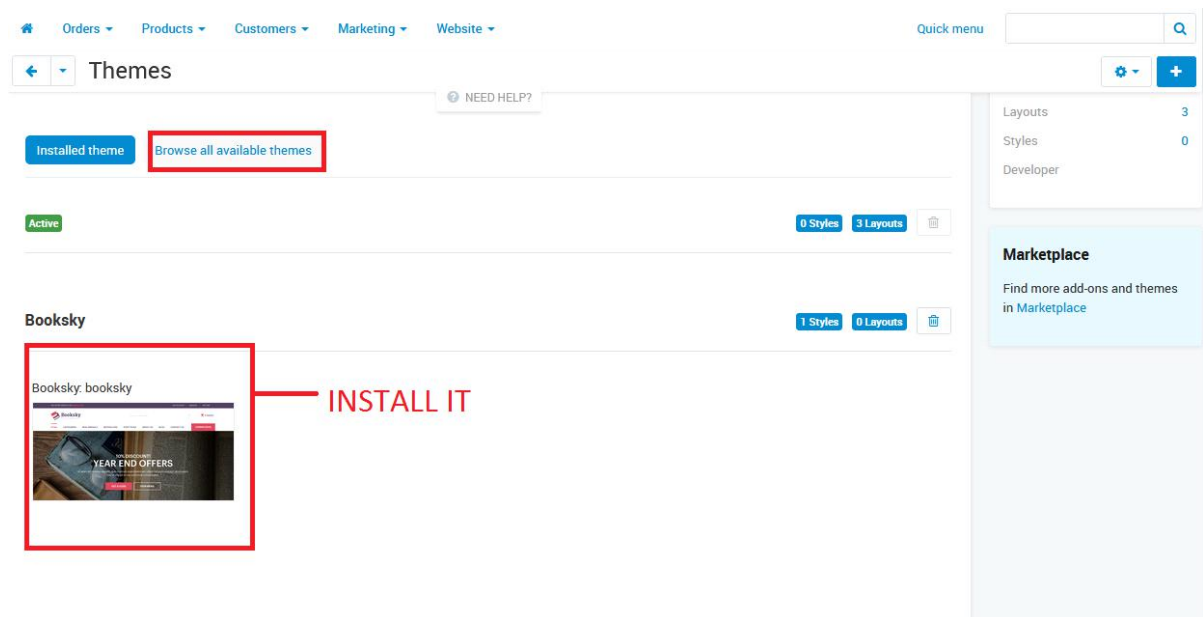 Orders Products Customers Marketing Website Quick menu
Themes
NEED HELP?
Layouts 3
Styles 0
Developer
Installed theme Browse all available themes
Active 0 Styles 3 Layouts
Marketplace
Find more add-ons and themes
in Marketplace
Booksky 1 Styles 0 Layouts
Booksky: booksky
INSTALL IT
Booksky
YEAR END OFFERS